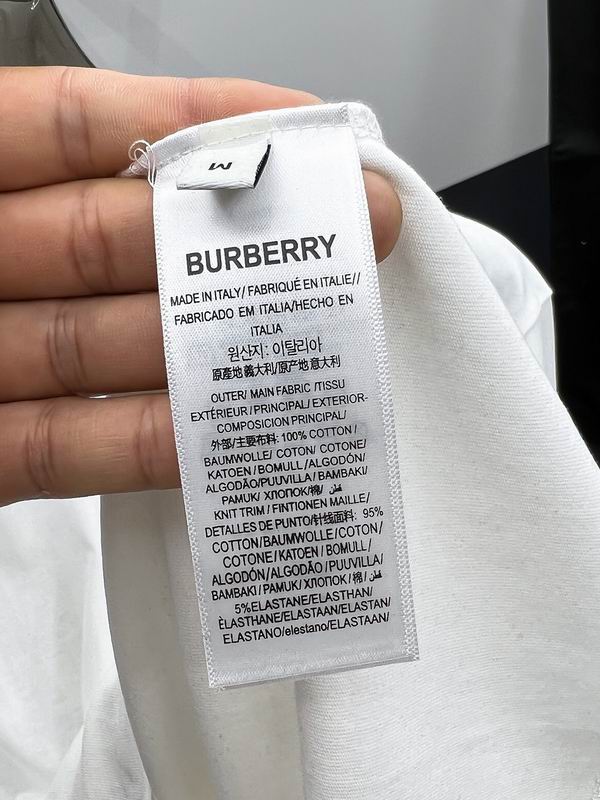 M
BURBERRY
MADE IN ITALY/ FABRIQUÉ EN ITALIE//
FABRICADO EM ITALIA/HECHO EN
ITALIA
원산지: 이탈리아
原產地 義大利/原产地 意大利
OUTER/ MAIN FABRIC /TISSU
EXTÉRIEUR / PRINCIPAL/ EXTERIOR-
COMPOSICION PRINCIPAL/
外部/主要布料: 100% COTTON /
BAUMWOLLE/ COTON/ COTONE/
KATOEN / BOMULL /ALGODÓN/
ALGODÃO/PUUVILLA/ BAMBAKI/
PAMUK/ ХЛОПОК/棉/ قطن
KNIT TRIM / FINTIONEN MAILLE/
DETALLES DE PUNTO/针线面料: 95%
COTTON/BAUMWOLLE/COTON/
COTONE/KATOEN / BOMULL /
ALGODÓN/ ALGODÃO /PUUVILLA/
BAMBAKI / PAMUK/ ХЛОПОК /棉/ قطن
5%ELASTANE/ELASTHAN/
ÈLASTHANE/ELASTAAN/ELASTAN/
ELASTANO/elestano/ELASTAAN/